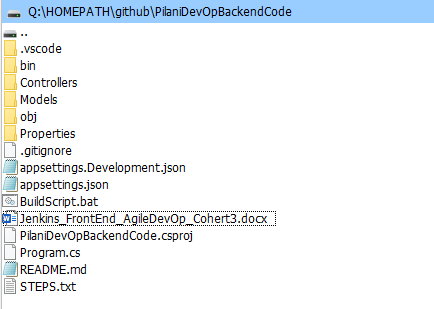 Q:\HOMEPATH\github\PilaniDevOpBackendCode
..
.vscode
bin
Controllers
Models
obj
Properties
.gitignore
appsettings.Development.json
appsettings.json
BuildScript.bat
Jenkins_FrontEnd_AgileDevOp_Cohert3.docx
PilaniDevOpBackendCode.csproj
Program.cs
README.md
STEPS.txt